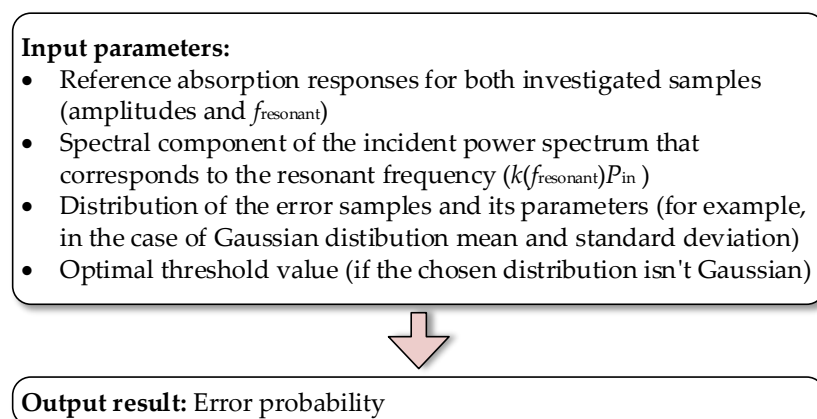 Input parameters:
• Reference absorption responses for both investigated samples
(amplitudes and fresonant)
• Spectral component of the incident power spectrum that
corresponds to the resonant frequency (k(fresonant)Pin )
• Distribution of the error samples and its parameters (for example,
in the case of Gaussian distibution mean and standard deviation)
• Optimal threshold value (if the chosen distribution isn't Gaussian)
Output result: Error probability